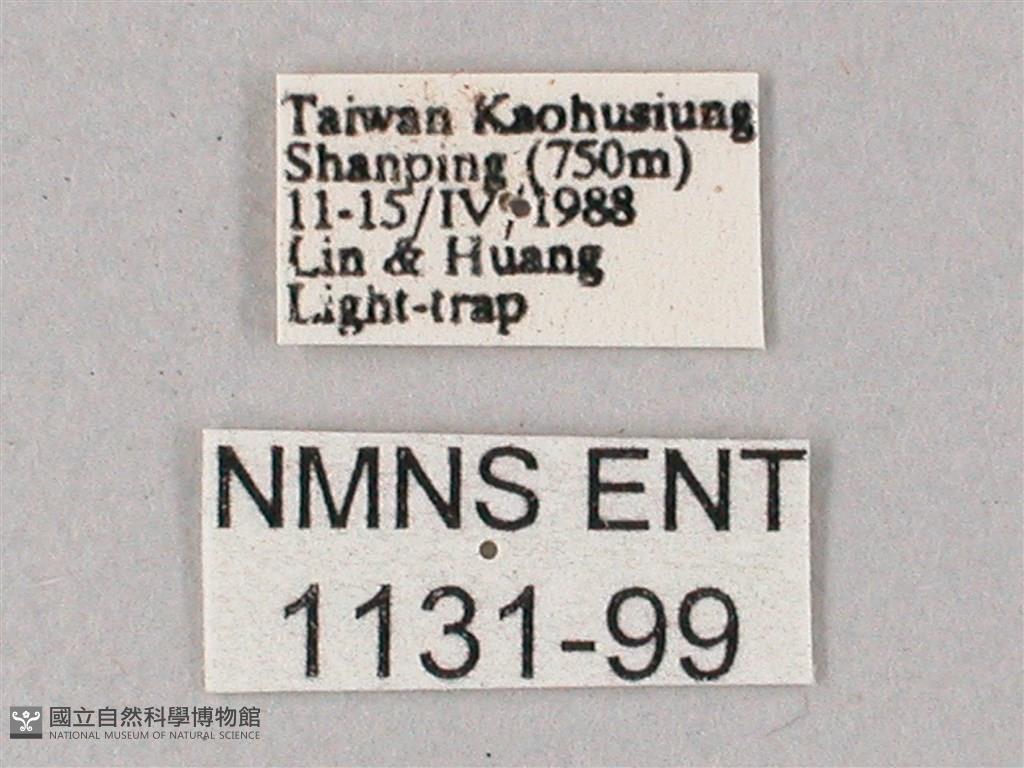 Taiwan Kaohusiung
Shanping (750m)
11-15/IV/1988
Lin & Huang
Light-trap
NMNS ENT
1131-99
國立自然科學博物館
NATIONAL MUSEUM OF NATURAL SCIENCE